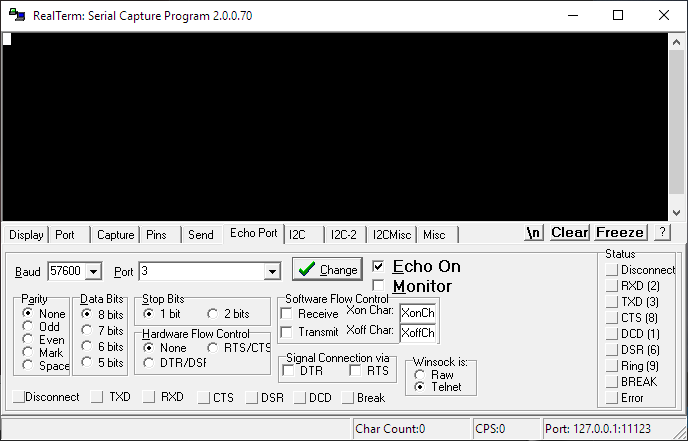 RealTerm: Serial Capture Program 2.0.0.70
Display Port Capture Pins Send Echo Port I2C I2C-2 I2CMisc Misc \n Clear Freeze ?
Baud 57600 Port 3 Change Echo On
Monitor
Parity
None
Odd
Even
Mark
Space
Data Bits
8 bits
7 bits
6 bits
5 bits
Stop Bits
1 bit 2 bits
Hardware Flow Control
None RTS/CTS
DTR/DSF
Software Flow Control
Receive Xon Char: XonCh
Transmit Xoff Char: XoffCh
Signal Connection via
DTR RTS
Winsock is:
Raw
Telnet
Status
Disconnect
RXD (2)
TXD (3)
CTS (8)
DCD (1)
DSR (6)
Ring (9)
BREAK
Error
Disconnect TXD RXD CTS DSR DCD Break
Char Count:0 CPS:0 Port: 127.0.0.1:11123